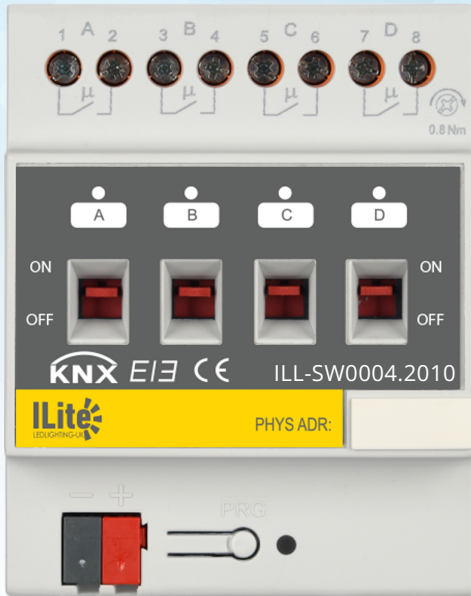 1 A 2 3 B 4 5 C 6 7 D 8
µ µ µ µ
0.8 Nm
A B C D
ON ON
OFF OFF
KNX EIB CE ILL-SW0004.2010
ILite
LEDLIGHTING-UK
PHYS ADR:
− +
PRG